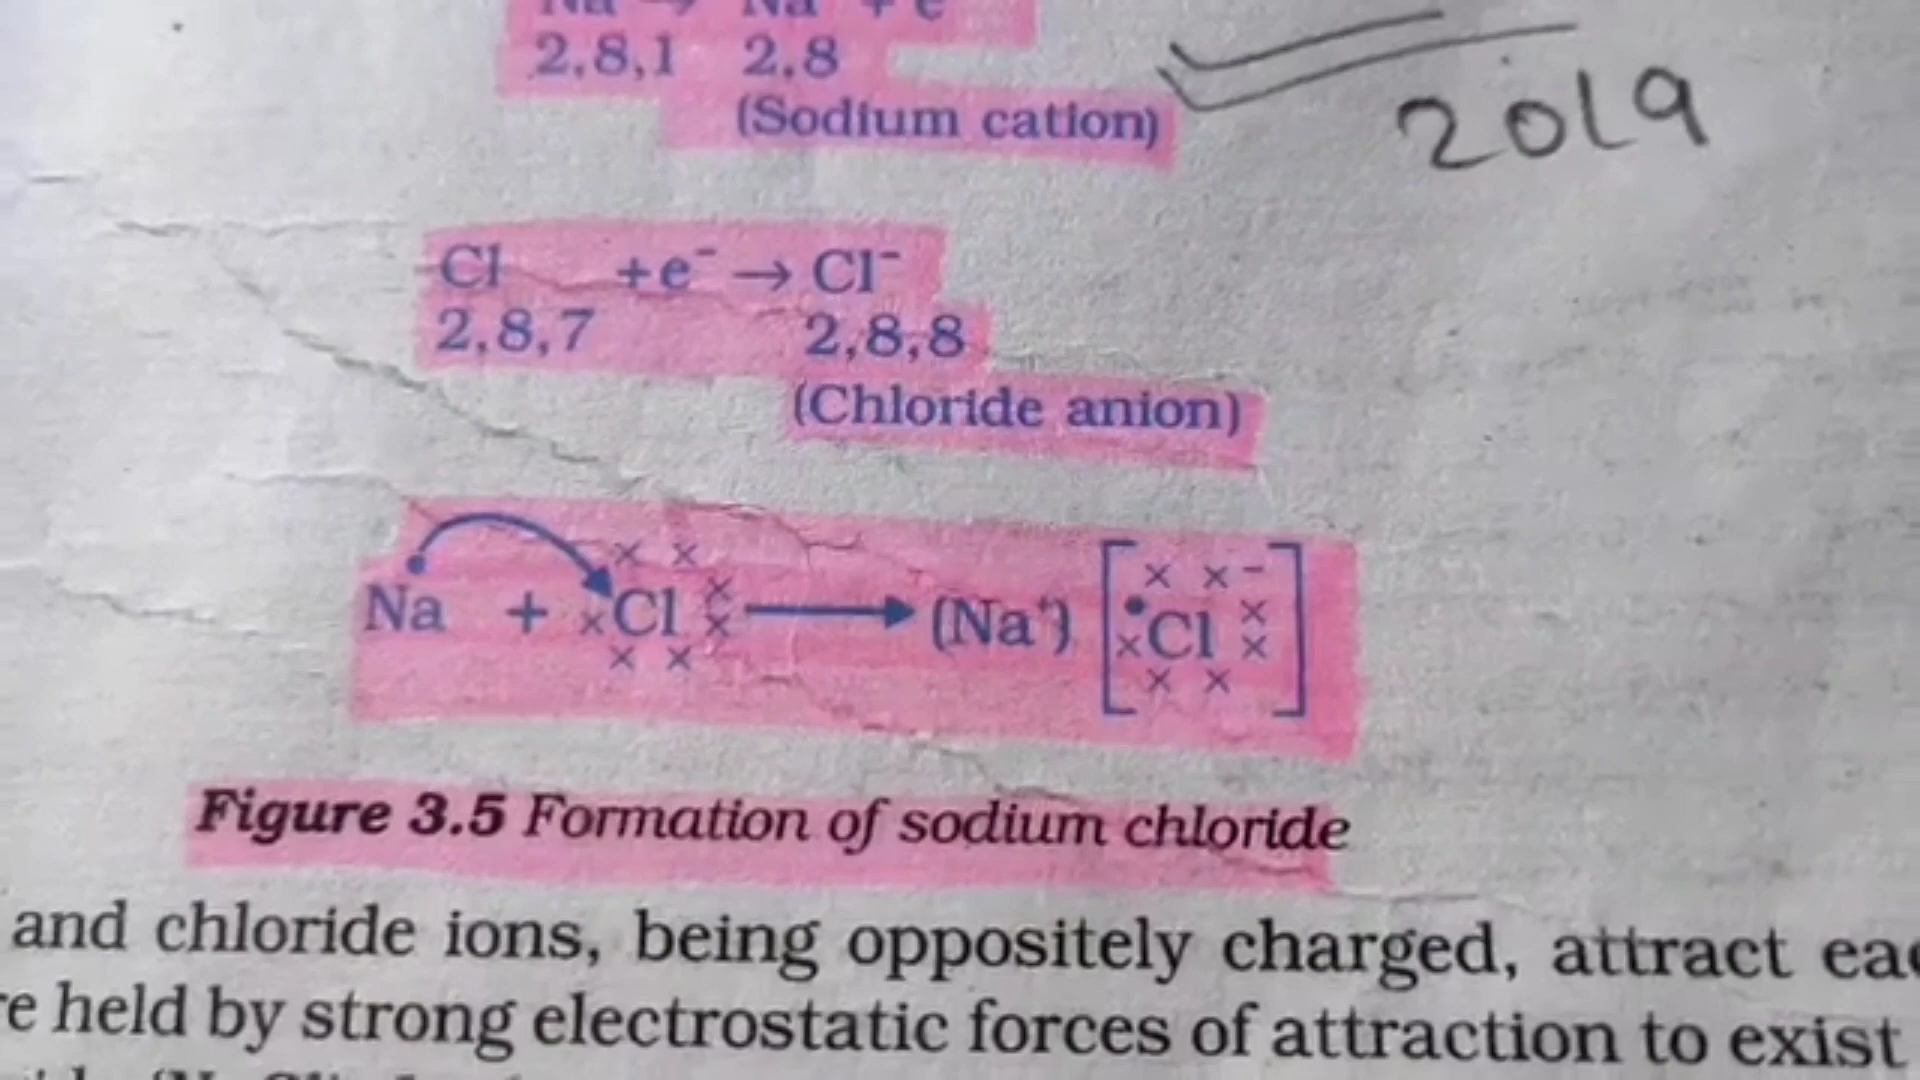 Na → Na + e
2,8,1 2,8
(Sodium cation)
2019
Cl +e⁻ → Cl⁻
2,8,7 2,8,8
(Chloride anion)
Na + Cl (Na⁺) [Cl]⁻
Figure 3.5 Formation of sodium chloride
and chloride ions, being oppositely charged, attract
held by strong electrostatic forces of attraction to exist